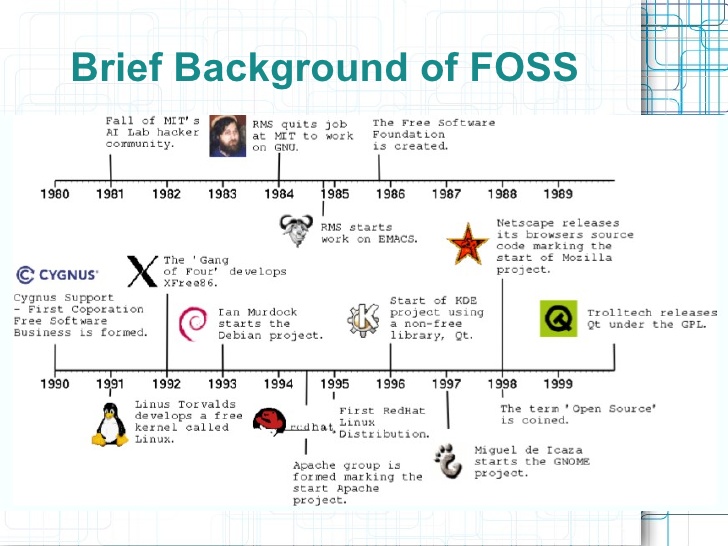 Brief Background of FOSS
Fall of MIT's
AI Lab hacker
community.
RMS quits job
at MIT to work
on GNU.
The Free Software
Foundation
is created.
1980 1981 1982 1983 1984 1985 1986 1987 1988 1989
RMS starts
work on EMACS.
Netscape releases
its browsers source
code marking the
start of Mozilla
project.
CYGNUS
Cygnus Support
- First Coporation
Free Software
Business is formed.
The 'Gang
of Four' develops
XFree86.
Ian Murdock
starts the
Debian project.
Start of KDE
project using
a non-free
library, Qt.
Trolltech releases
Qt under the GPL.
1990 1991 1992 1993 1994 1995 1996 1997 1998 1999
Linus Torvalds
develops a free
kernel called
Linux.
redhat
First RedHat
Linux
Distribution.
The term 'Open Source'
is coined.
Apache group is
formed marking the
start Apache
project.
Miguel de Icaza
starts the GNOME
project.